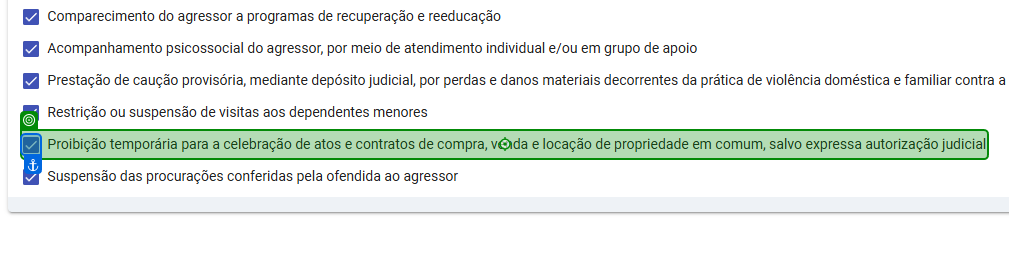 Comparecimento do agressor a programas de recuperação e reeducação
Acompanhamento psicossocial do agressor, por meio de atendimento individual e/ou em grupo de apoio
Prestação de caução provisória, mediante depósito judicial, por perdas e danos materiais decorrentes da prática de violência doméstica e familiar contra a
Restrição ou suspensão de visitas aos dependentes menores
Proibição temporária para a celebração de atos e contratos de compra, venda e locação de propriedade em comum, salvo expressa autorização judicial
Suspensão das procurações conferidas pela ofendida ao agressor